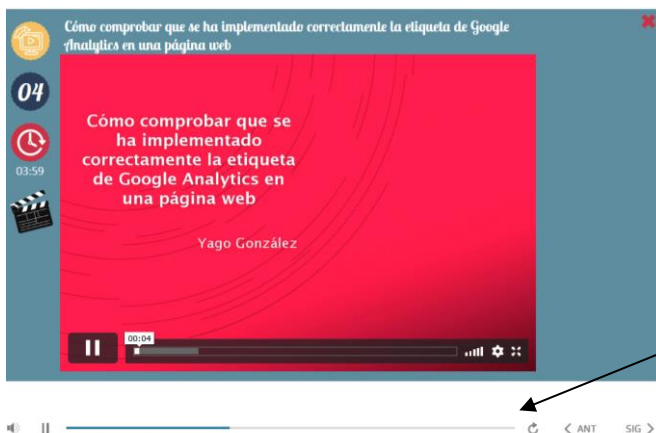 Cómo comprobar que se ha implementado correctamente la etiqueta de Google
Analytics en una página web
04
03:59
Cómo comprobar que se
ha implementado
correctamente la etiqueta
de Google Analytics en
una página web
Yago González
00:04
ANT
SIG